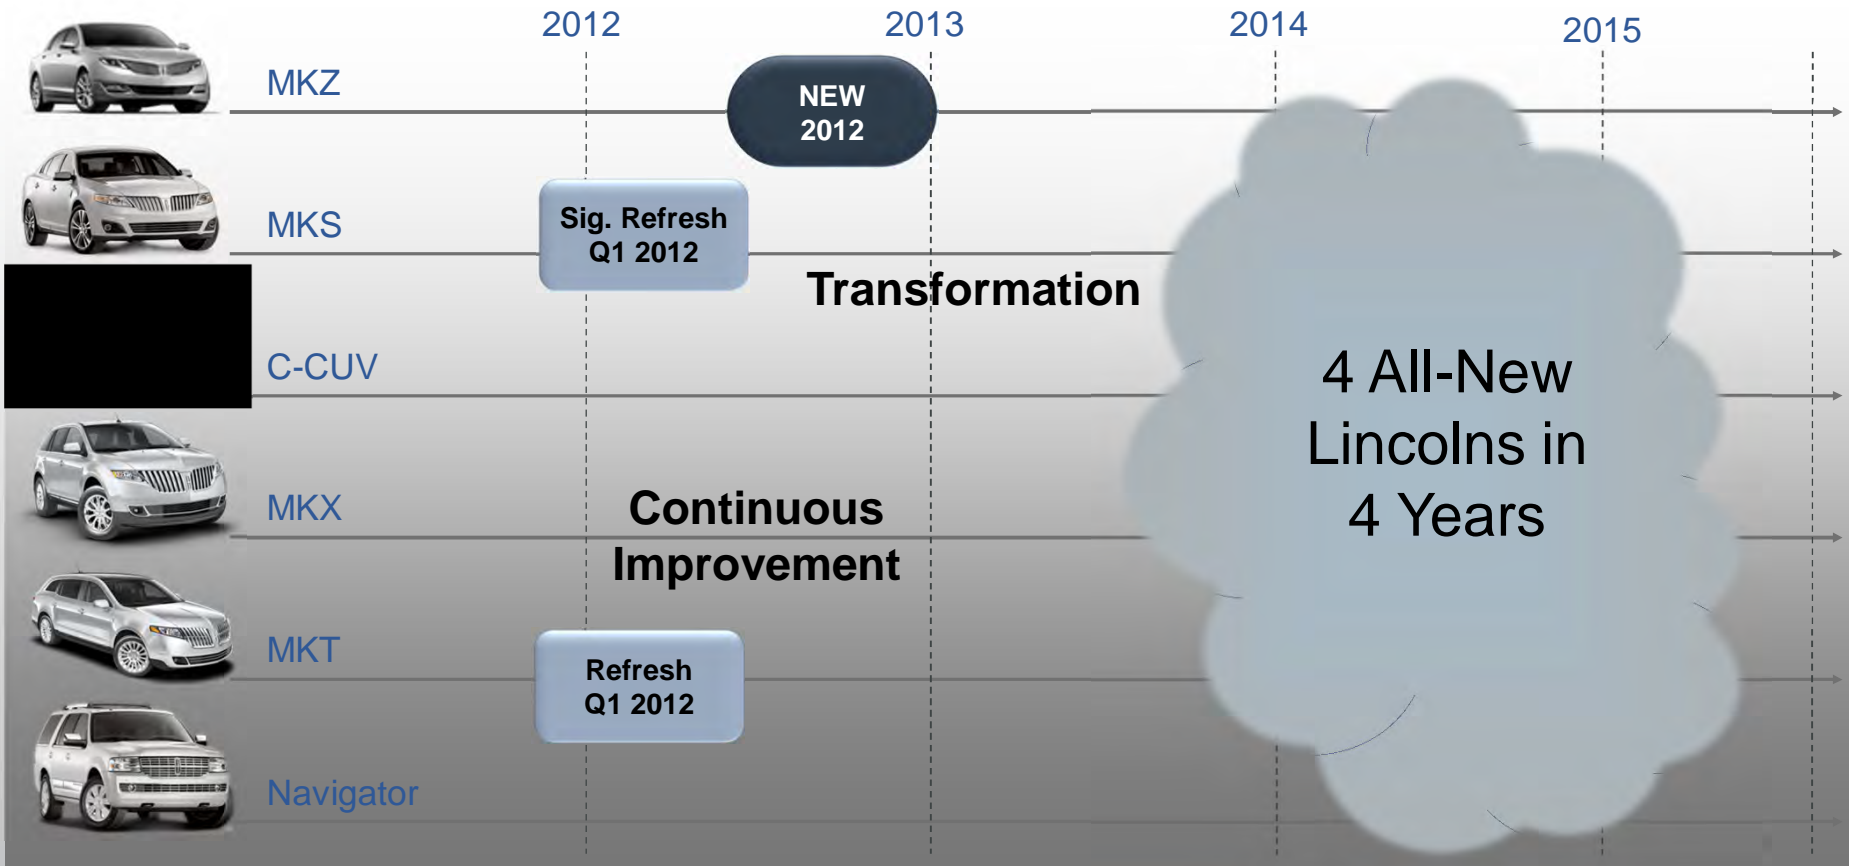 2012
2013
2014
2015
MKZ
NEW
2012
MKS
Sig. Refresh
Q1 2012
Transformation
C-CUV
4 All-New
Lincolns in
4 Years
MKX
Continuous
Improvement
MKT
Refresh
Q1 2012
Navigator